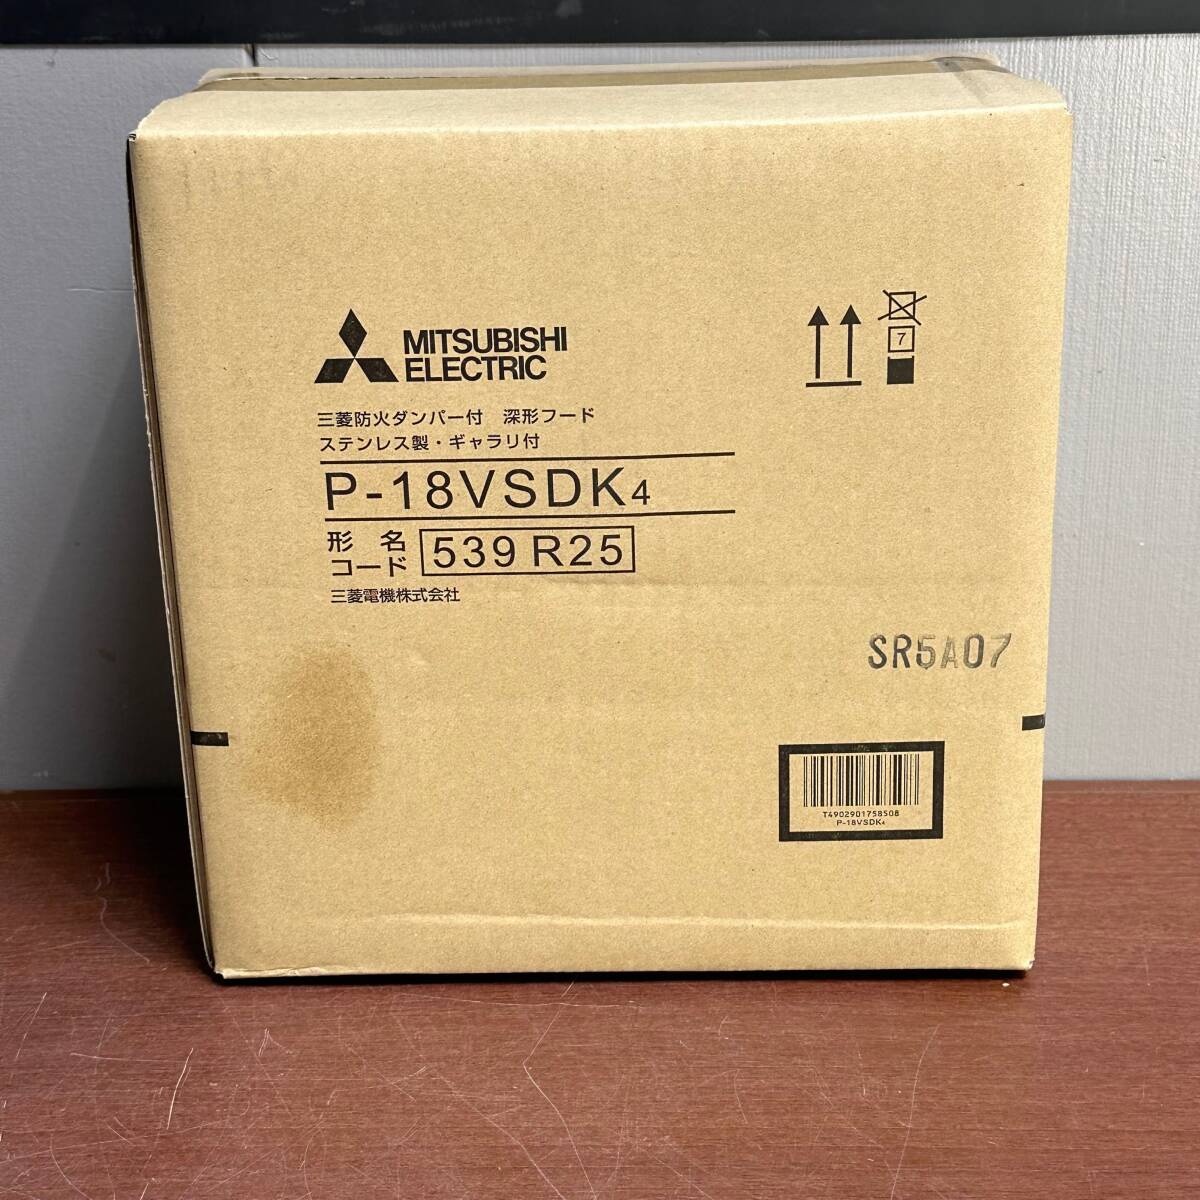 MITSUBISHI
ELECTRIC
7
三菱防火ダンパー付 深形フード
ステンレス製・ギャラリ付
P-18VSDK4
形名
コード
539 R25
三菱電機株式会社
SR5A07
T4902901758508
P-18VSDK4